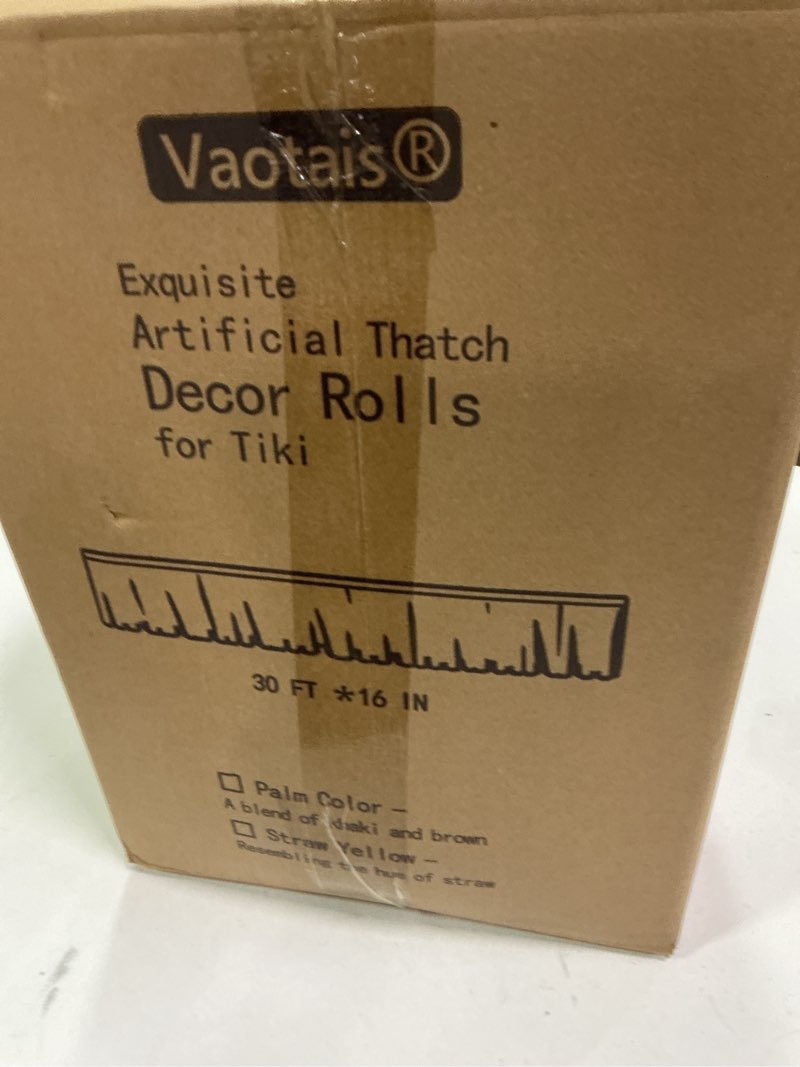 Vaotais®
Exquisite
Artificial Thatch
Decor Rolls
for Tiki
30 FT *16 IN
Palm Color -
A blend of khaki and brown
Straw Yellow -
Resembling the hue of straw